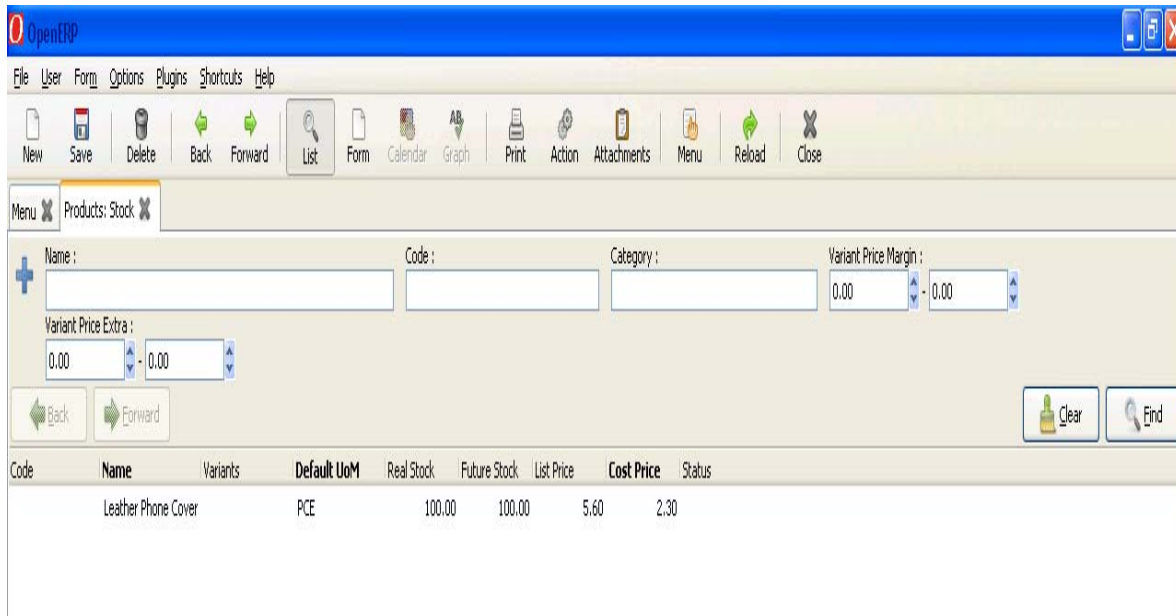 OpenERP
File User Form Options Plugins Shortcuts Help
New Save Delete Back Forward List Form Calendar AB Graph Print Action Attachments Menu Reload Close
Menu Products: Stock
Name : Code : Category : Variant Price Margin :
0.00 - 0.00
Variant Price Extra :
0.00 - 0.00
Back Forward Clear Find
Code Name Variants Default UoM Real Stock Future Stock List Price Cost Price Status
Leather Phone Cover PCE 100.00 100.00 5.60 2.30